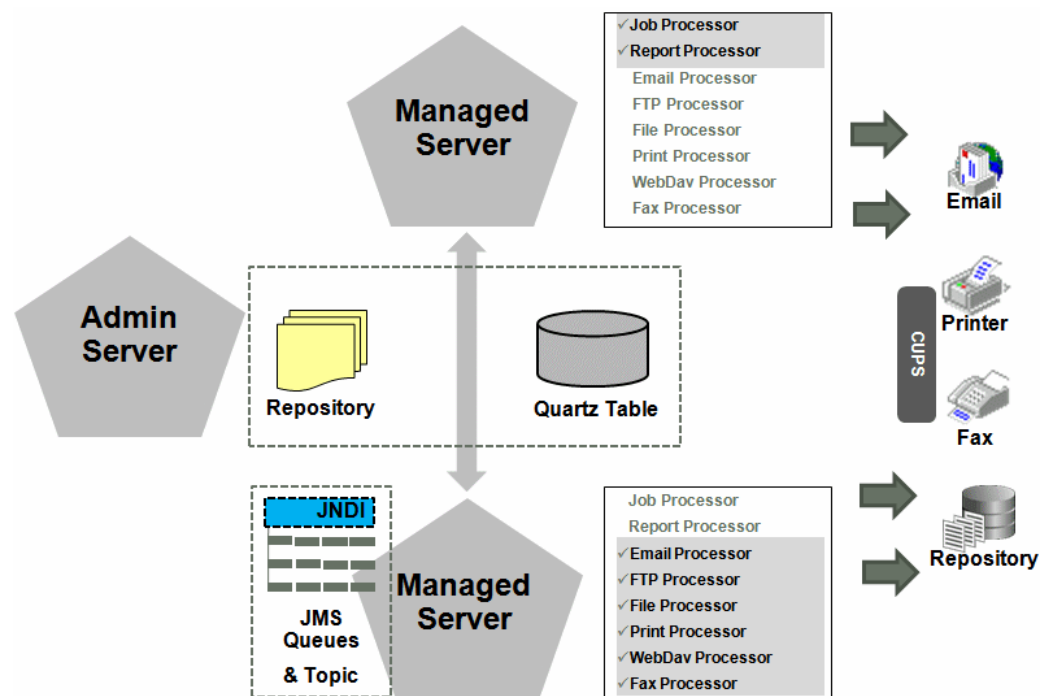 Managed
Server
✓Job Processor
✓Report Processor
Email Processor
FTP Processor
File Processor
Print Processor
WebDav Processor
Fax Processor
Email
Admin
Server
Repository
Quartz Table
CUPS
Printer
Fax
JNDI
JMS
Queues
& Topic
Managed
Server
Job Processor
Report Processor
✓Email Processor
✓FTP Processor
✓File Processor
✓Print Processor
✓WebDav Processor
✓Fax Processor
Repository